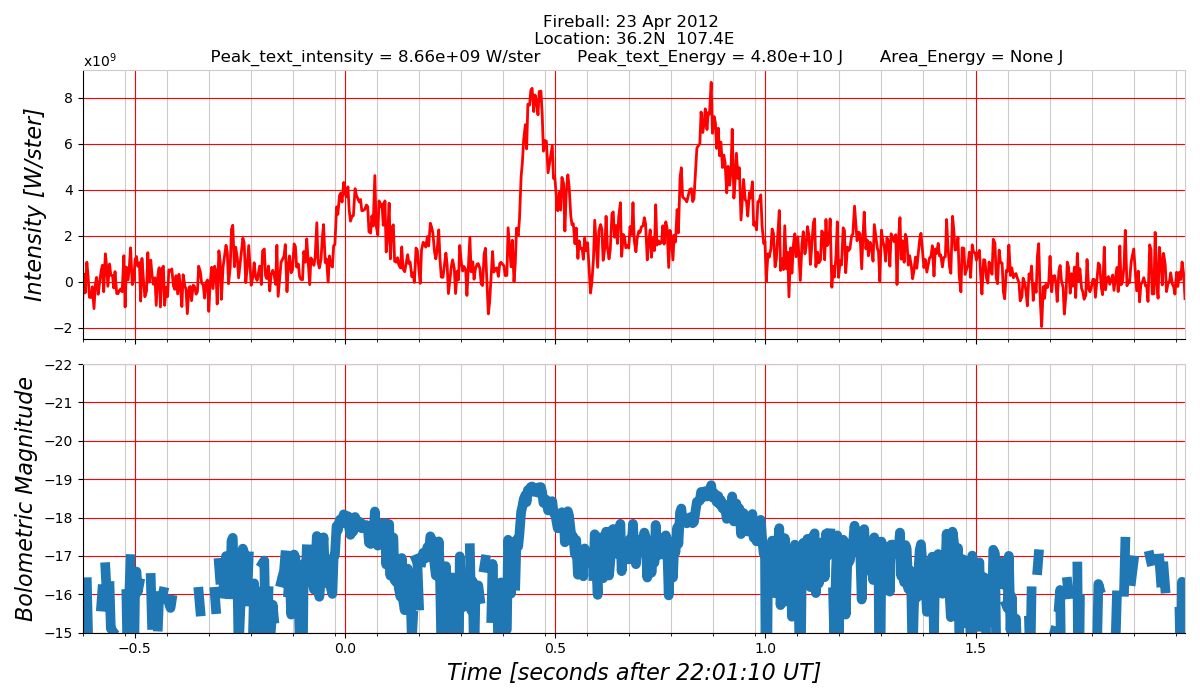 Fireball: 23 Apr 2012
Location: 36.2N  107.4E
Peak_text_intensity = 8.66e+09 W/ster       Peak_text_Energy = 4.80e+10 J       Area_Energy = None J
x10⁹
8
6
4
2
0
−2
Intensity [W/ster]
−22
−21
−20
−19
−18
−17
−16
−15
Bolometric Magnitude
−0.5 0.0 0.5 1.0 1.5
Time [seconds after 22:01:10 UT]